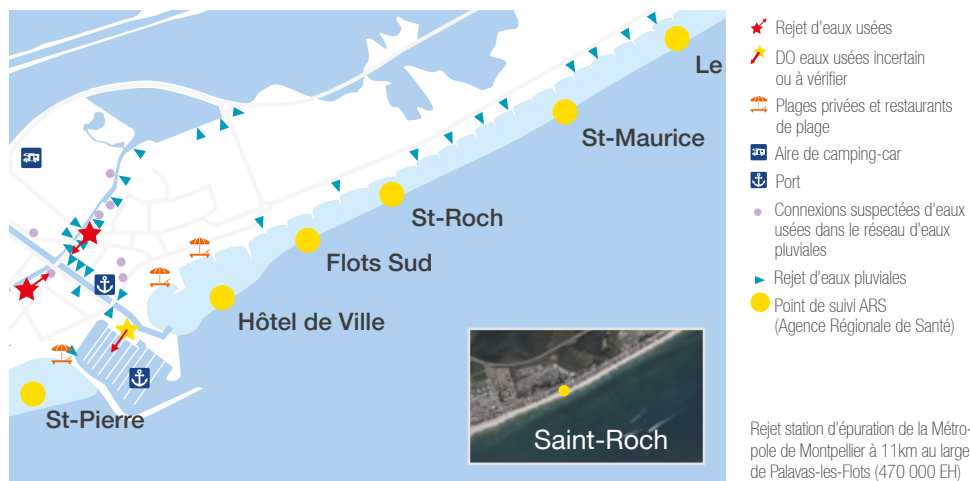 Le
St-Maurice
St-Roch
Flots Sud
Hôtel de Ville
St-Pierre
Saint-Roch
Rejet d'eaux usées
DO eaux usées incertain
ou à vérifier
Plages privées et restaurants
de plage
Aire de camping-car
Port
Connexions suspectées d'eaux
usées dans le réseau d'eaux
pluviales
Rejet d'eaux pluviales
Point de suivi ARS
(Agence Régionale de Santé)
Rejet station d'épuration de la Métro-
pole de Montpellier à 11km au large
de Palavas-les-Flots (470 000 EH)